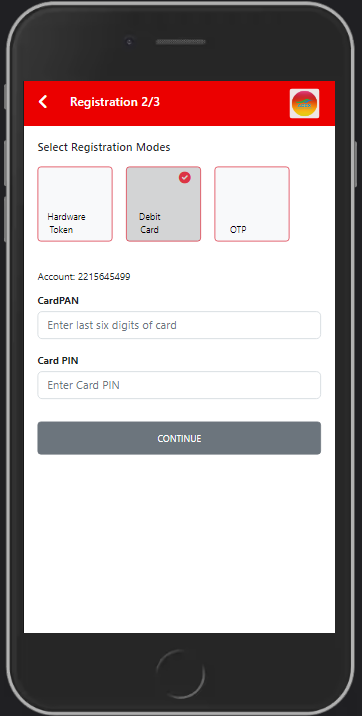 Registration 2/3
Select Registration Modes
Hardware
Token
Debit
Card
OTP
Account: 2215645499
CardPAN
Enter last six digits of card
Card PIN
Enter Card PIN
CONTINUE